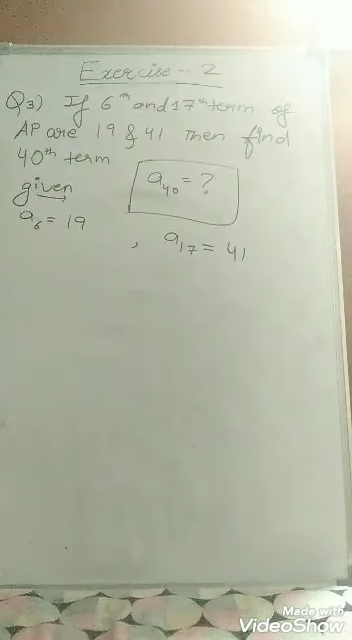 Exercise - 2
Q3) If 6th and 17th term of
AP are 19 & 41 then find
40th term.
given
a40 = ?
a6 = 19
, a17 = 41
Made with
VideoShow